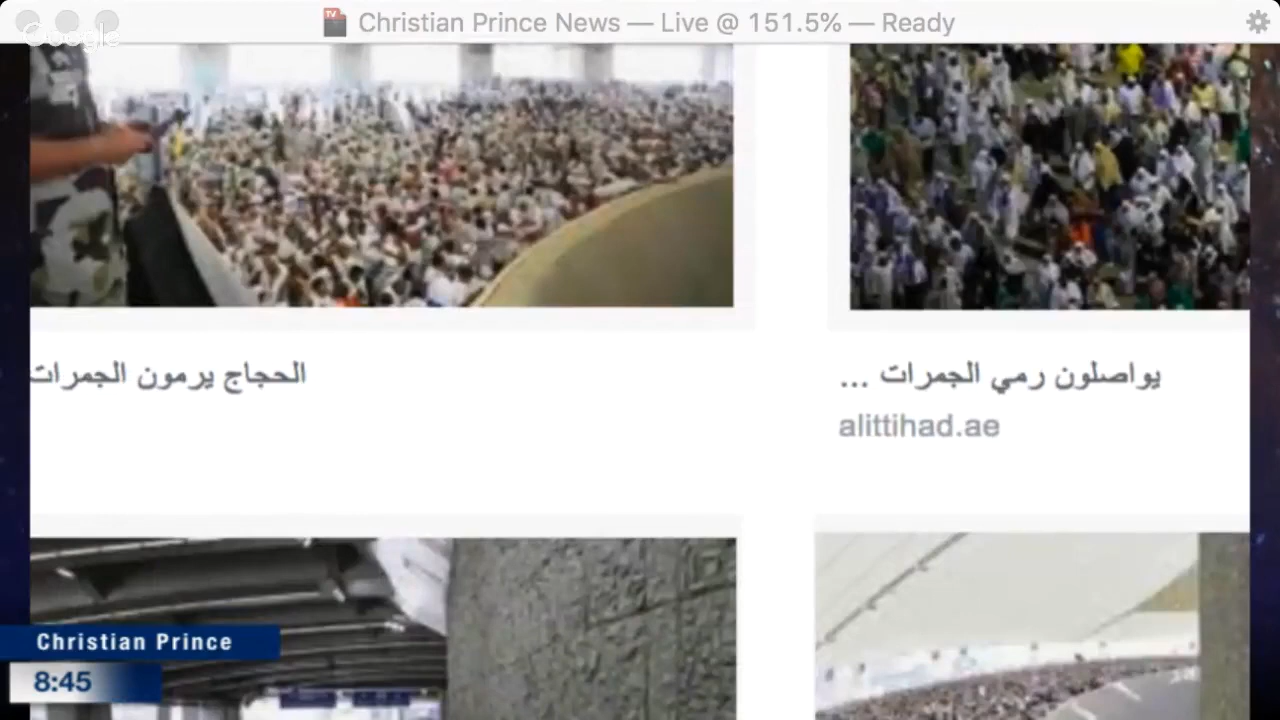 Christian Prince News — Live @ 151.5% — Ready
Google
الحجاج يرمون الجمرات
يواصلون رمي الجمرات ...
alittihad.ae
Christian Prince
8:45